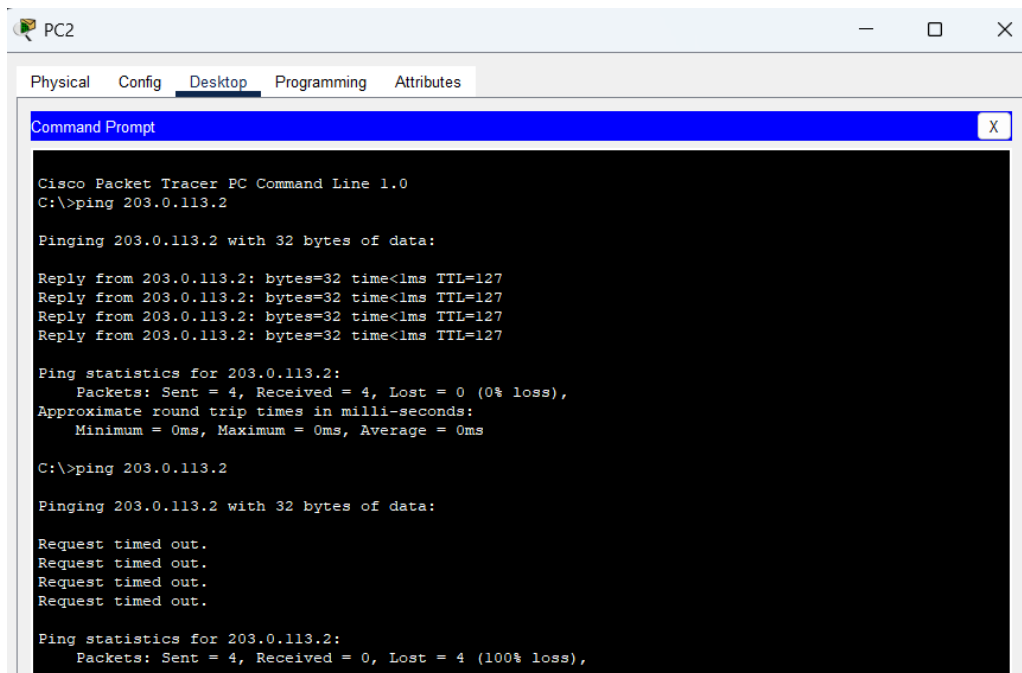 PC2
Physical Config Desktop Programming Attributes
Command Prompt
X
Cisco Packet Tracer PC Command Line 1.0
C:\>ping 203.0.113.2
Pinging 203.0.113.2 with 32 bytes of data:
Reply from 203.0.113.2: bytes=32 time<1ms TTL=127
Reply from 203.0.113.2: bytes=32 time<1ms TTL=127
Reply from 203.0.113.2: bytes=32 time<1ms TTL=127
Reply from 203.0.113.2: bytes=32 time<1ms TTL=127
Ping statistics for 203.0.113.2:
Packets: Sent = 4, Received = 4, Lost = 0 (0% loss),
Approximate round trip times in milli-seconds:
Minimum = 0ms, Maximum = 0ms, Average = 0ms
C:\>ping 203.0.113.2
Pinging 203.0.113.2 with 32 bytes of data:
Request timed out.
Request timed out.
Request timed out.
Request timed out.
Ping statistics for 203.0.113.2:
Packets: Sent = 4, Received = 0, Lost = 4 (100% loss),